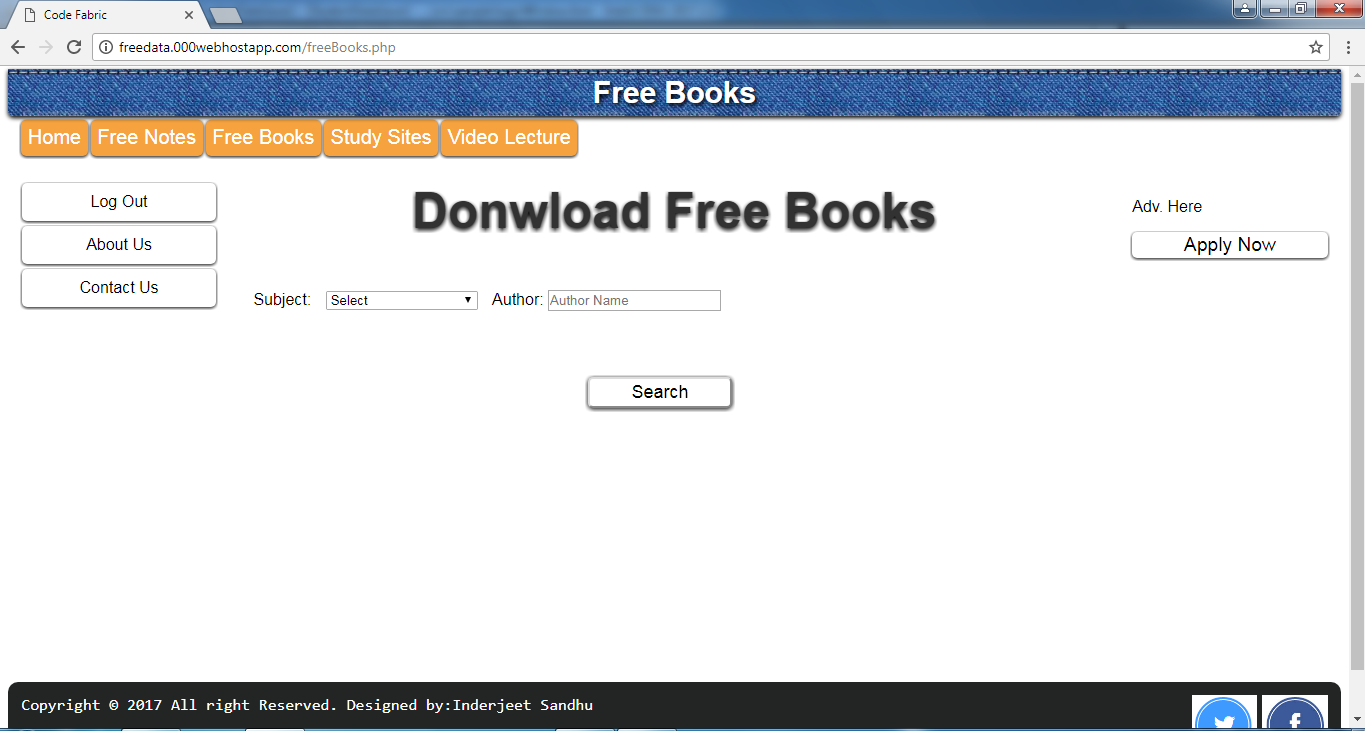 Code Fabric
freedata.000webhostapp.com/freeBooks.php
Free Books
Home Free Notes Free Books Study Sites Video Lecture
Log Out
About Us
Contact Us
Donwload Free Books
Subject: Select Author: Author Name
Search
Adv. Here
Apply Now
Copyright © 2017 All right Reserved. Designed by:Inderjeet Sandhu